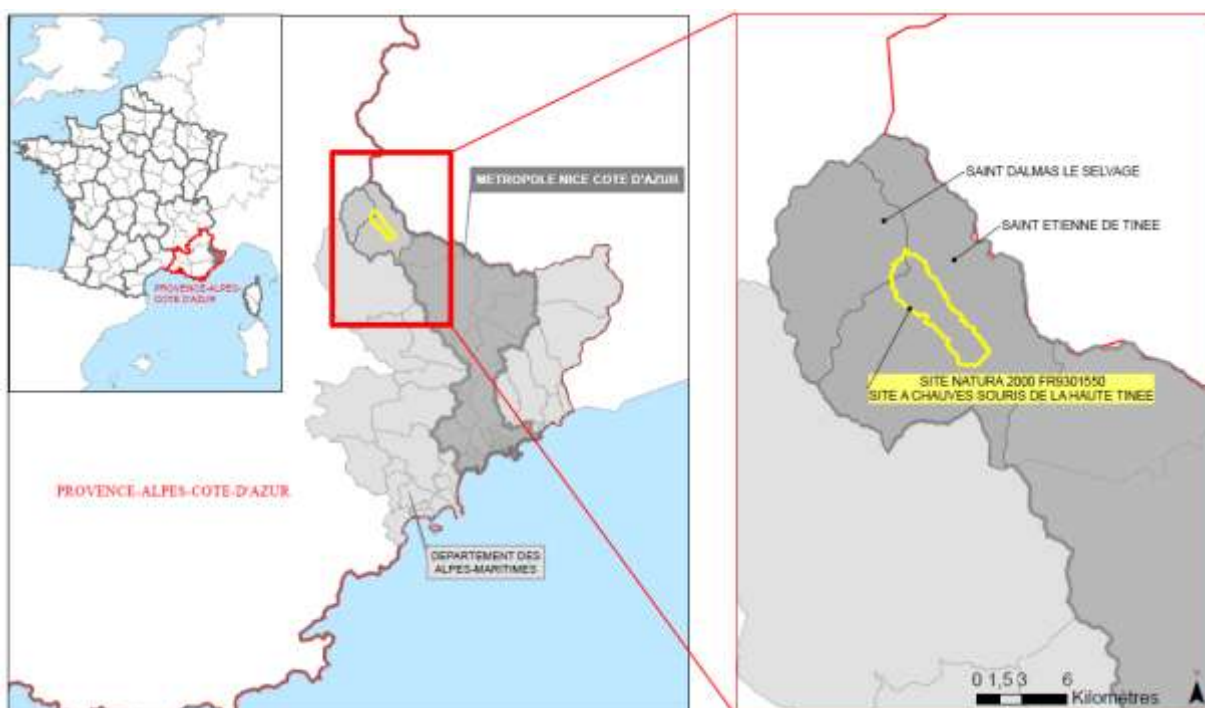 PROVENCE-ALPES-
COTE D'AZUR
METROPOLE NICE COTE D'AZUR
PROVENCE-ALPES-COTE-D'AZUR
DEPARTEMENT DES
ALPES-MARITIMES
SAINT DALMAS LE SELVAGE
SAINT ETIENNE DE TINEE
SITE NATURA 2000 FR9301550
SITE A CHAUVES SOURIS DE LA HAUTE TINEE
0 1,5 3 6
Kilomètres